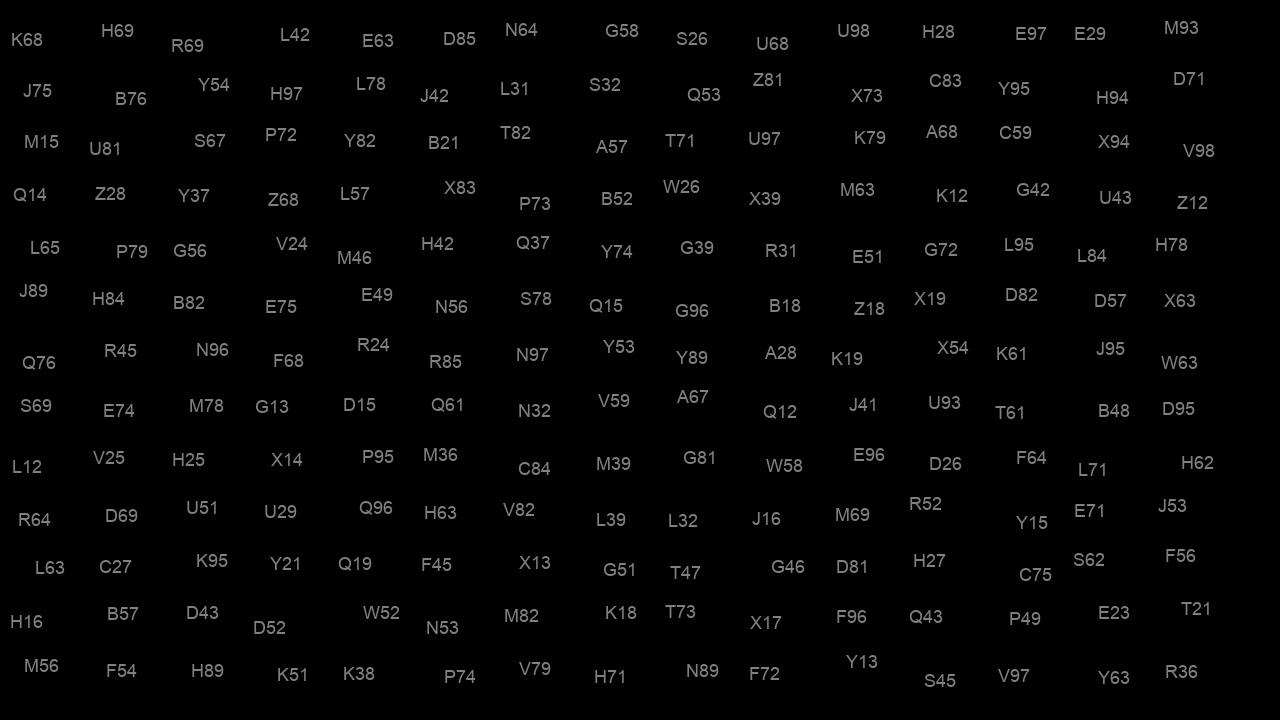 K68 H69 R69 L42 E63 D85 N64 G58 S26 U68 U98 H28 E97 E29 M93
J75 B76 Y54 H97 L78 J42 L31 S32 Q53 Z81 X73 C83 Y95 H94 D71
M15 U81 S67 P72 Y82 B21 T82 A57 T71 U97 K79 A68 C59 X94 V98
Q14 Z28 Y37 Z68 L57 X83 P73 B52 W26 X39 M63 K12 G42 U43 Z12
L65 P79 G56 V24 M46 H42 Q37 Y74 G39 R31 E51 G72 L95 L84 H78
J89 H84 B82 E75 E49 N56 S78 Q15 G96 B18 Z18 X19 D82 D57 X63
Q76 R45 N96 F68 R24 R85 N97 Y53 Y89 A28 K19 X54 K61 J95 W63
S69 E74 M78 G13 D15 Q61 N32 V59 A67 Q12 J41 U93 T61 B48 D95
L12 V25 H25 X14 P95 M36 C84 M39 G81 W58 E96 D26 F64 L71 H62
R64 D69 U51 U29 Q96 H63 V82 L39 L32 J16 M69 R52 Y15 E71 J53
L63 C27 K95 Y21 Q19 F45 X13 G51 T47 G46 D81 H27 C75 S62 F56
H16 B57 D43 D52 W52 N53 M82 K18 T73 X17 F96 Q43 P49 E23 T21
M56 F54 H89 K51 K38 P74 V79 H71 N89 F72 Y13 S45 V97 Y63 R36